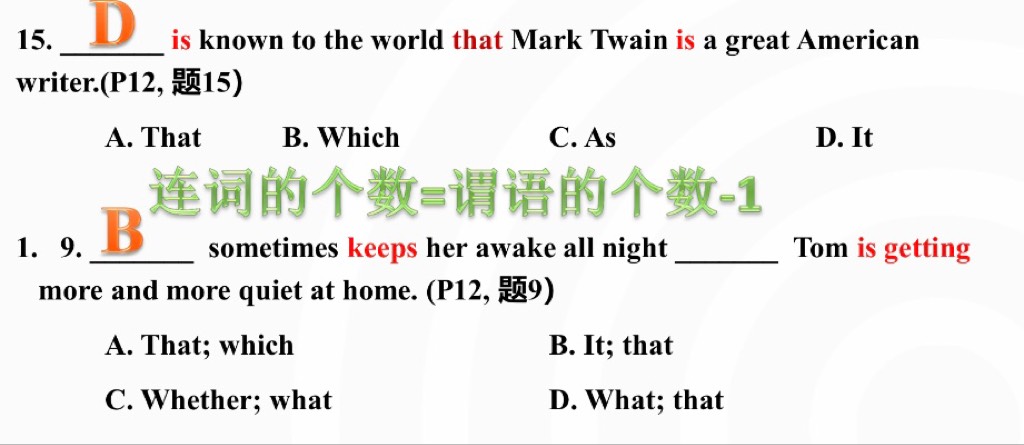 15. D is known to the world that Mark Twain is a great American
writer.(P12, 题15)
A. That B. Which C. As D. It
连词的个数=谓语的个数-1
1. 9. B sometimes keeps her awake all night ______ Tom is getting
more and more quiet at home. (P12, 题9)
A. That; which B. It; that
C. Whether; what D. What; that